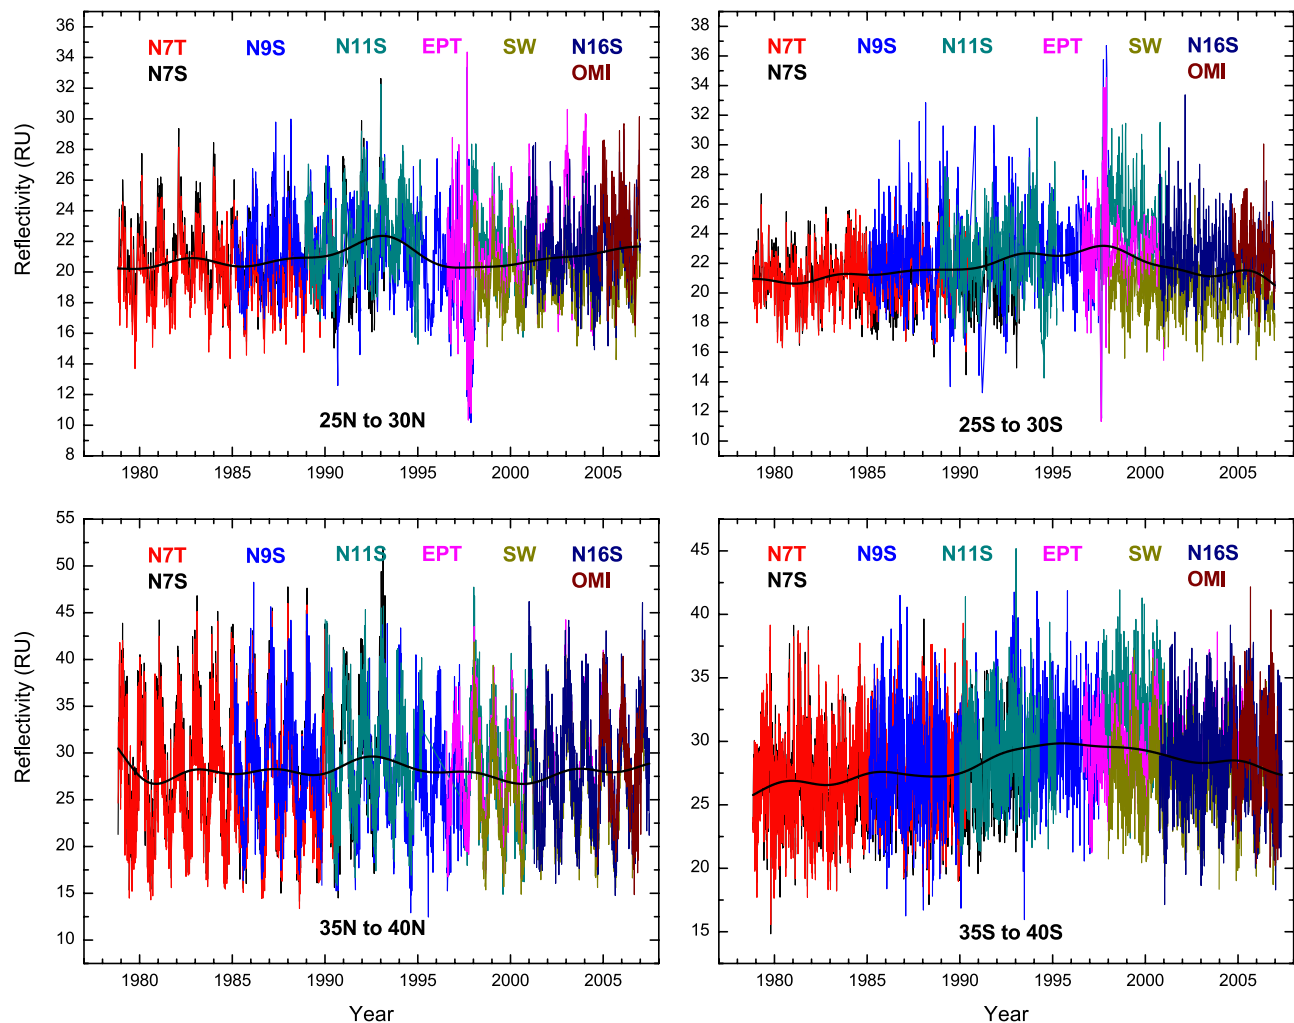 36
34
32
30
28
26
24
22
20
18
16
14
12
10
8
Reflectivity (RU)
N7T N9S N11S EPT SW N16S
N7S OMI
25N to 30N
1980 1985 1990 1995 2000 2005
38
36
34
32
30
28
26
24
22
20
18
16
14
12
10
N7T N9S N11S EPT SW N16S
N7S OMI
25S to 30S
1980 1985 1990 1995 2000 2005
55
50
45
40
35
30
25
20
15
10
Reflectivity (RU)
N7T N9S N11S EPT SW N16S
N7S OMI
35N to 40N
1980 1985 1990 1995 2000 2005
Year
45
40
35
30
25
20
15
N7T N9S N11S EPT SW N16S
N7S OMI
35S to 40S
1980 1985 1990 1995 2000 2005
Year